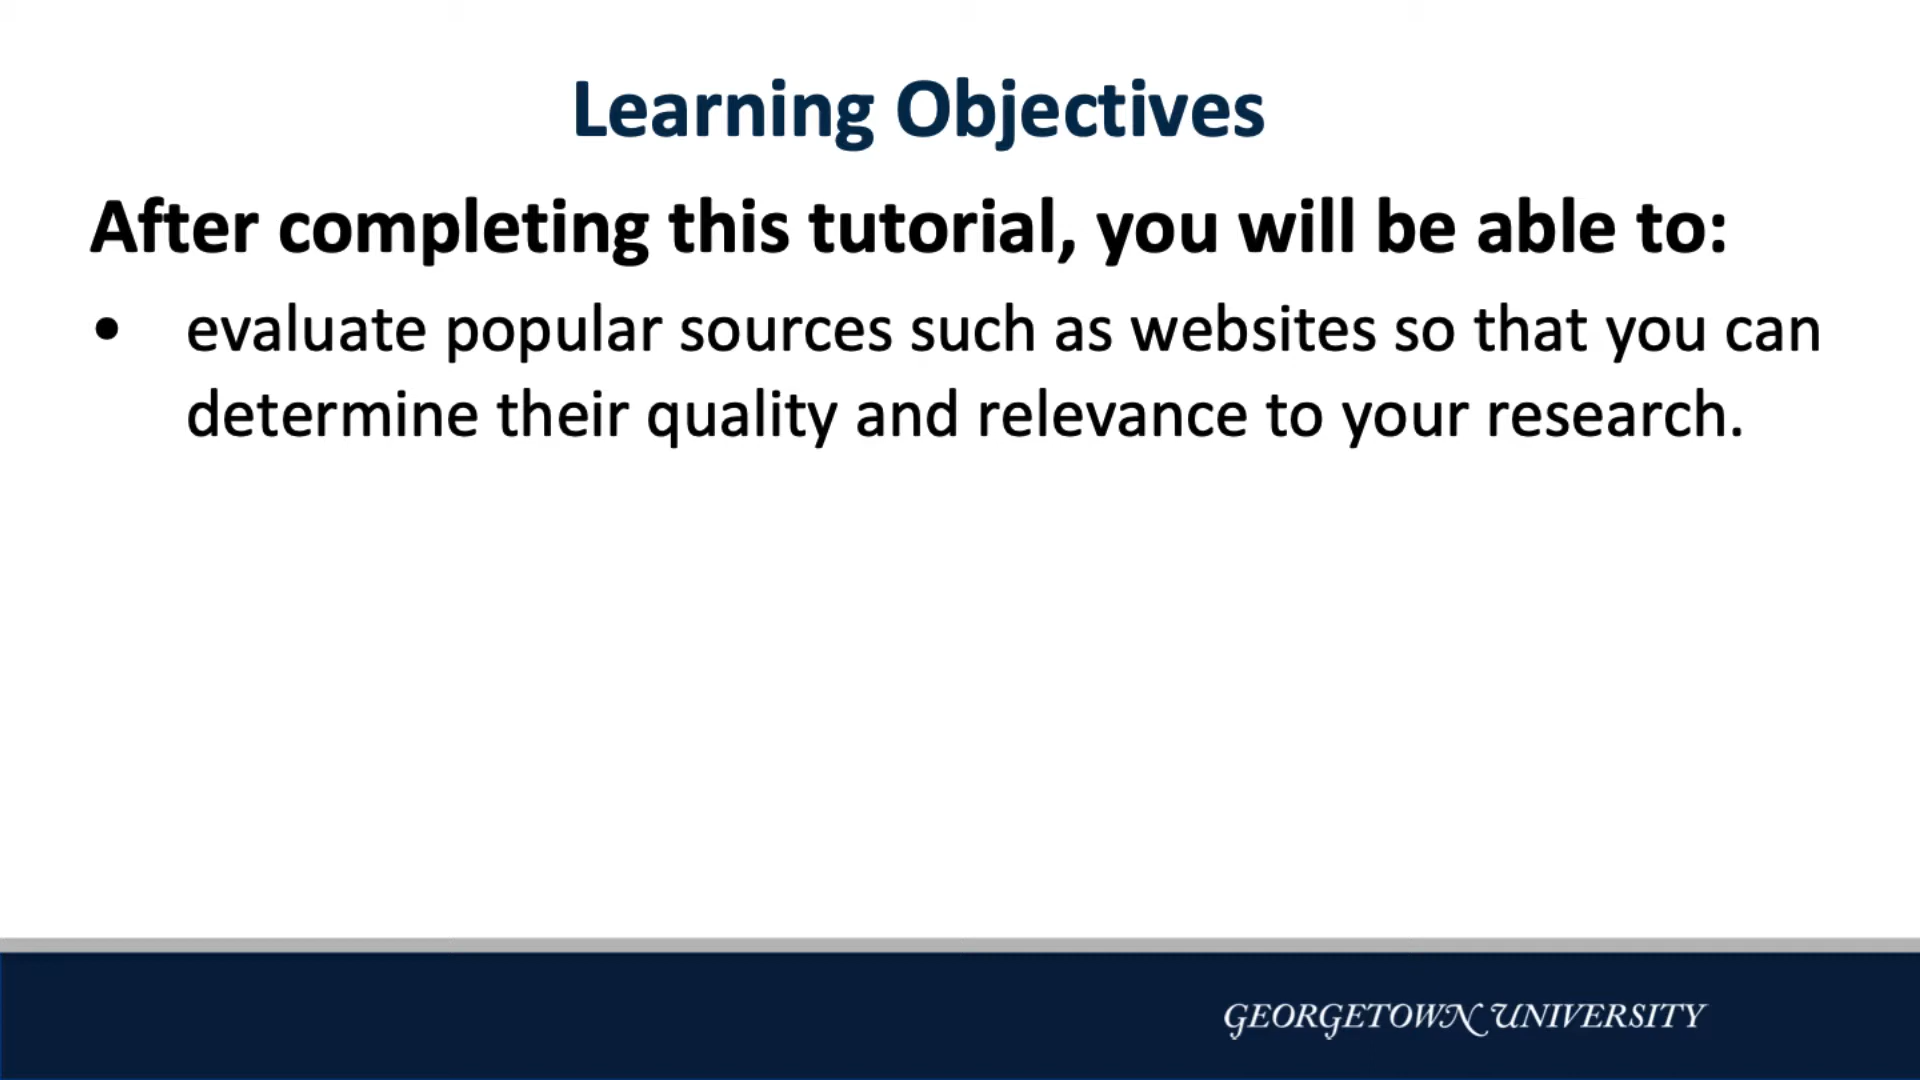 Learning Objectives
After completing this tutorial, you will be able to:
• evaluate popular sources such as websites so that you can
determine their quality and relevance to your research.
GEORGETOWN UNIVERSITY